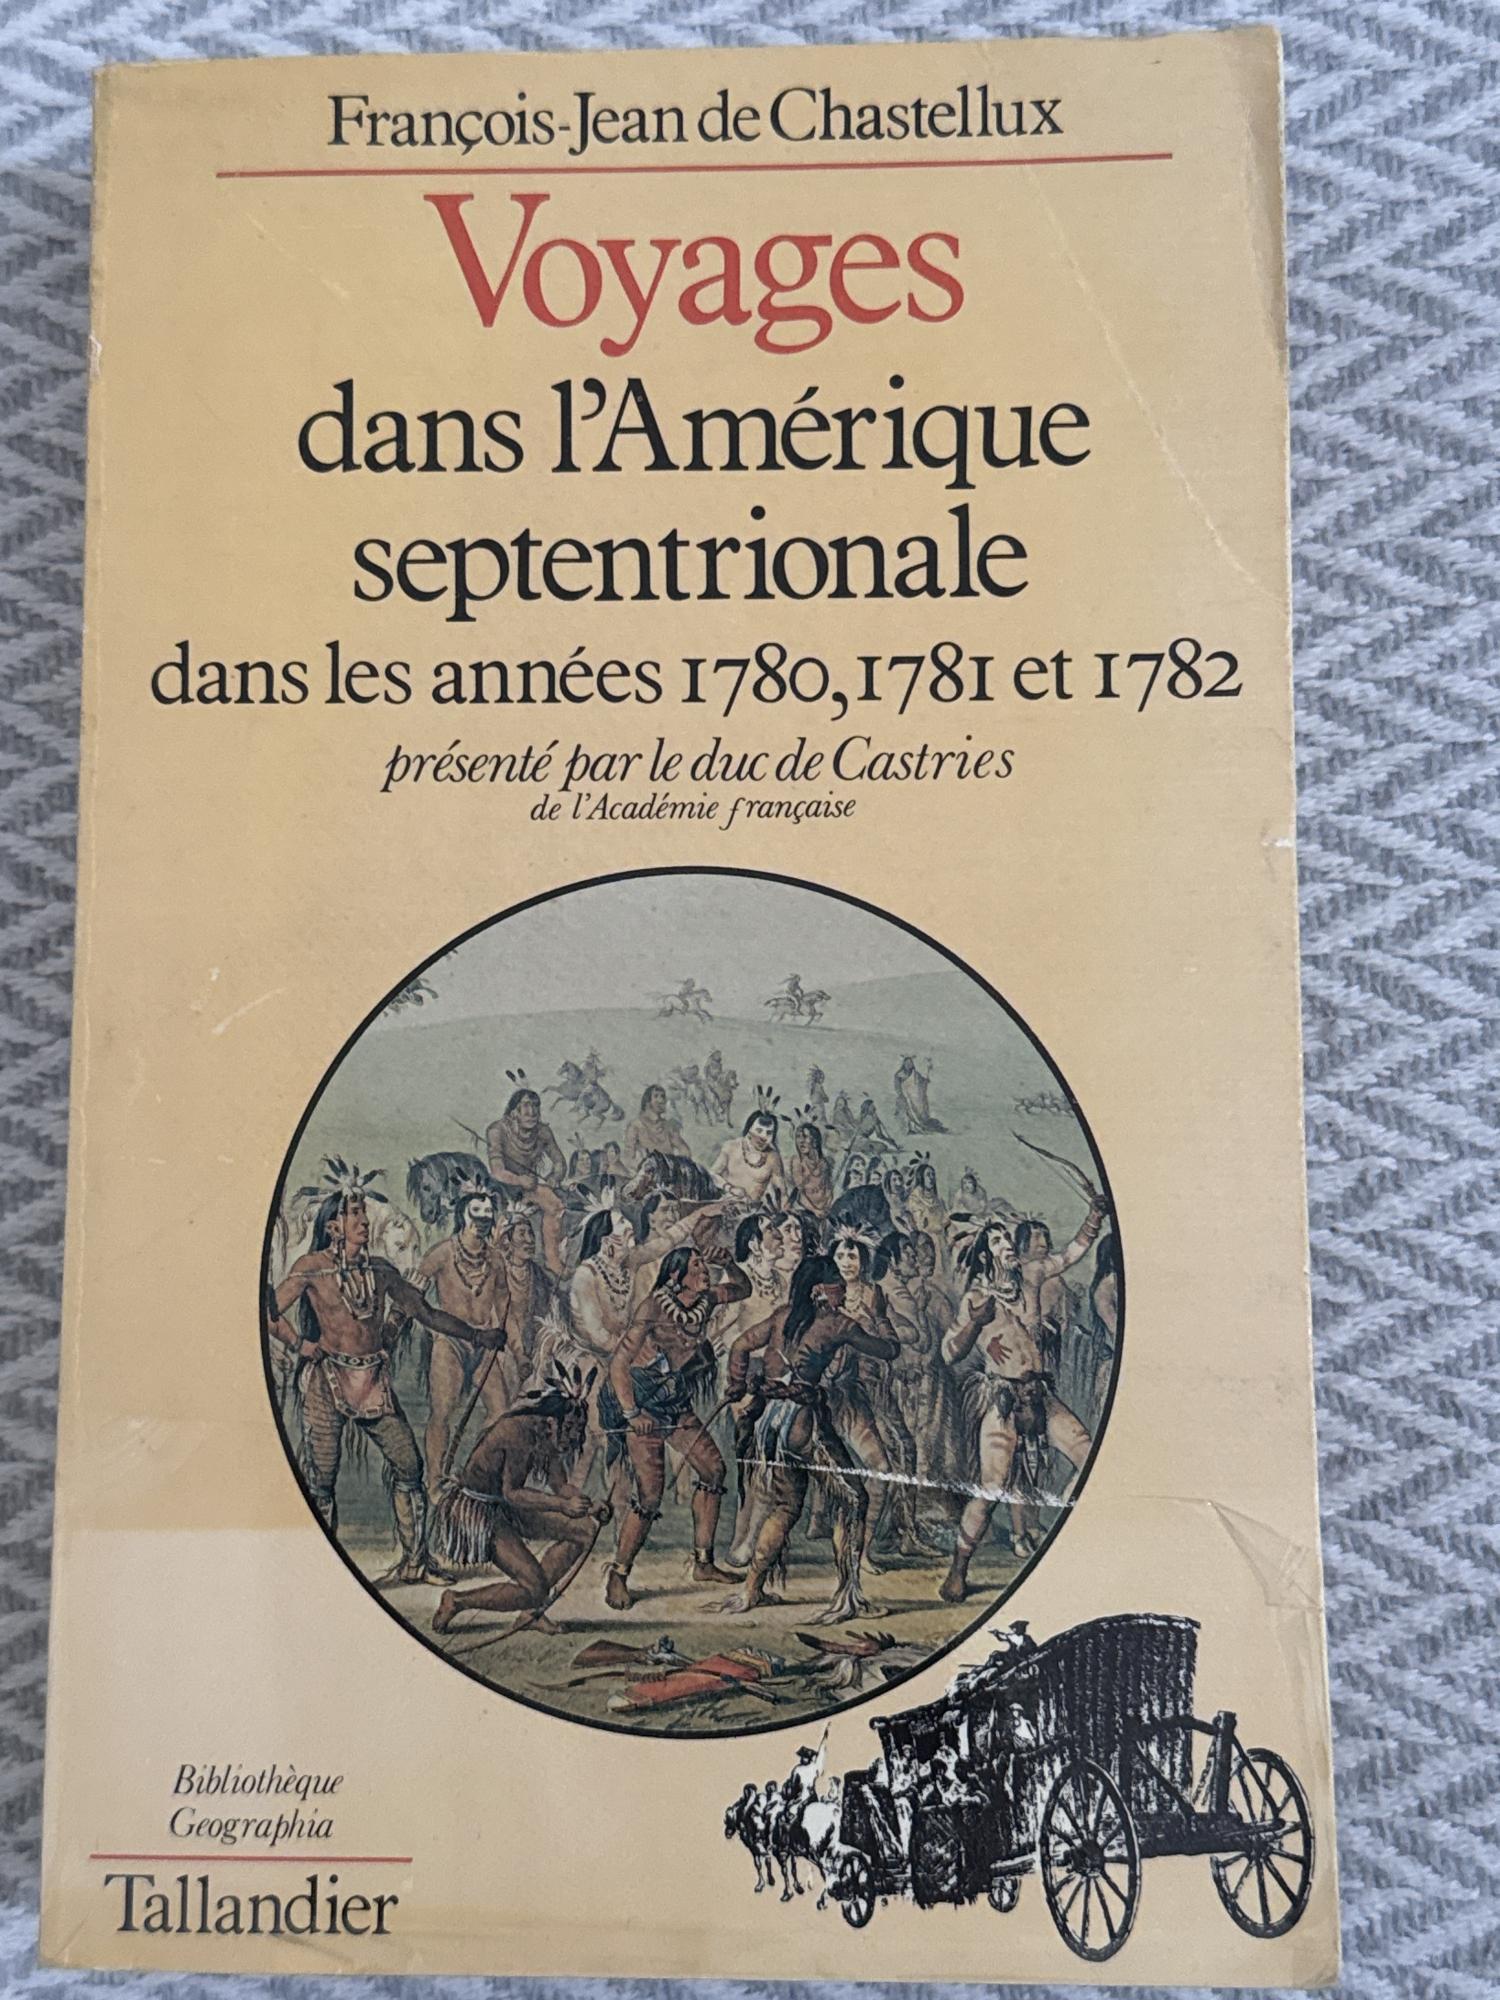 François-Jean de Chastellux
Voyages
dans l'Amérique
septentrionale
dans les années 1780, 1781 et 1782
présenté par le duc de Castries
de l'Académie française
Bibliothèque
Geographia
Tallandier